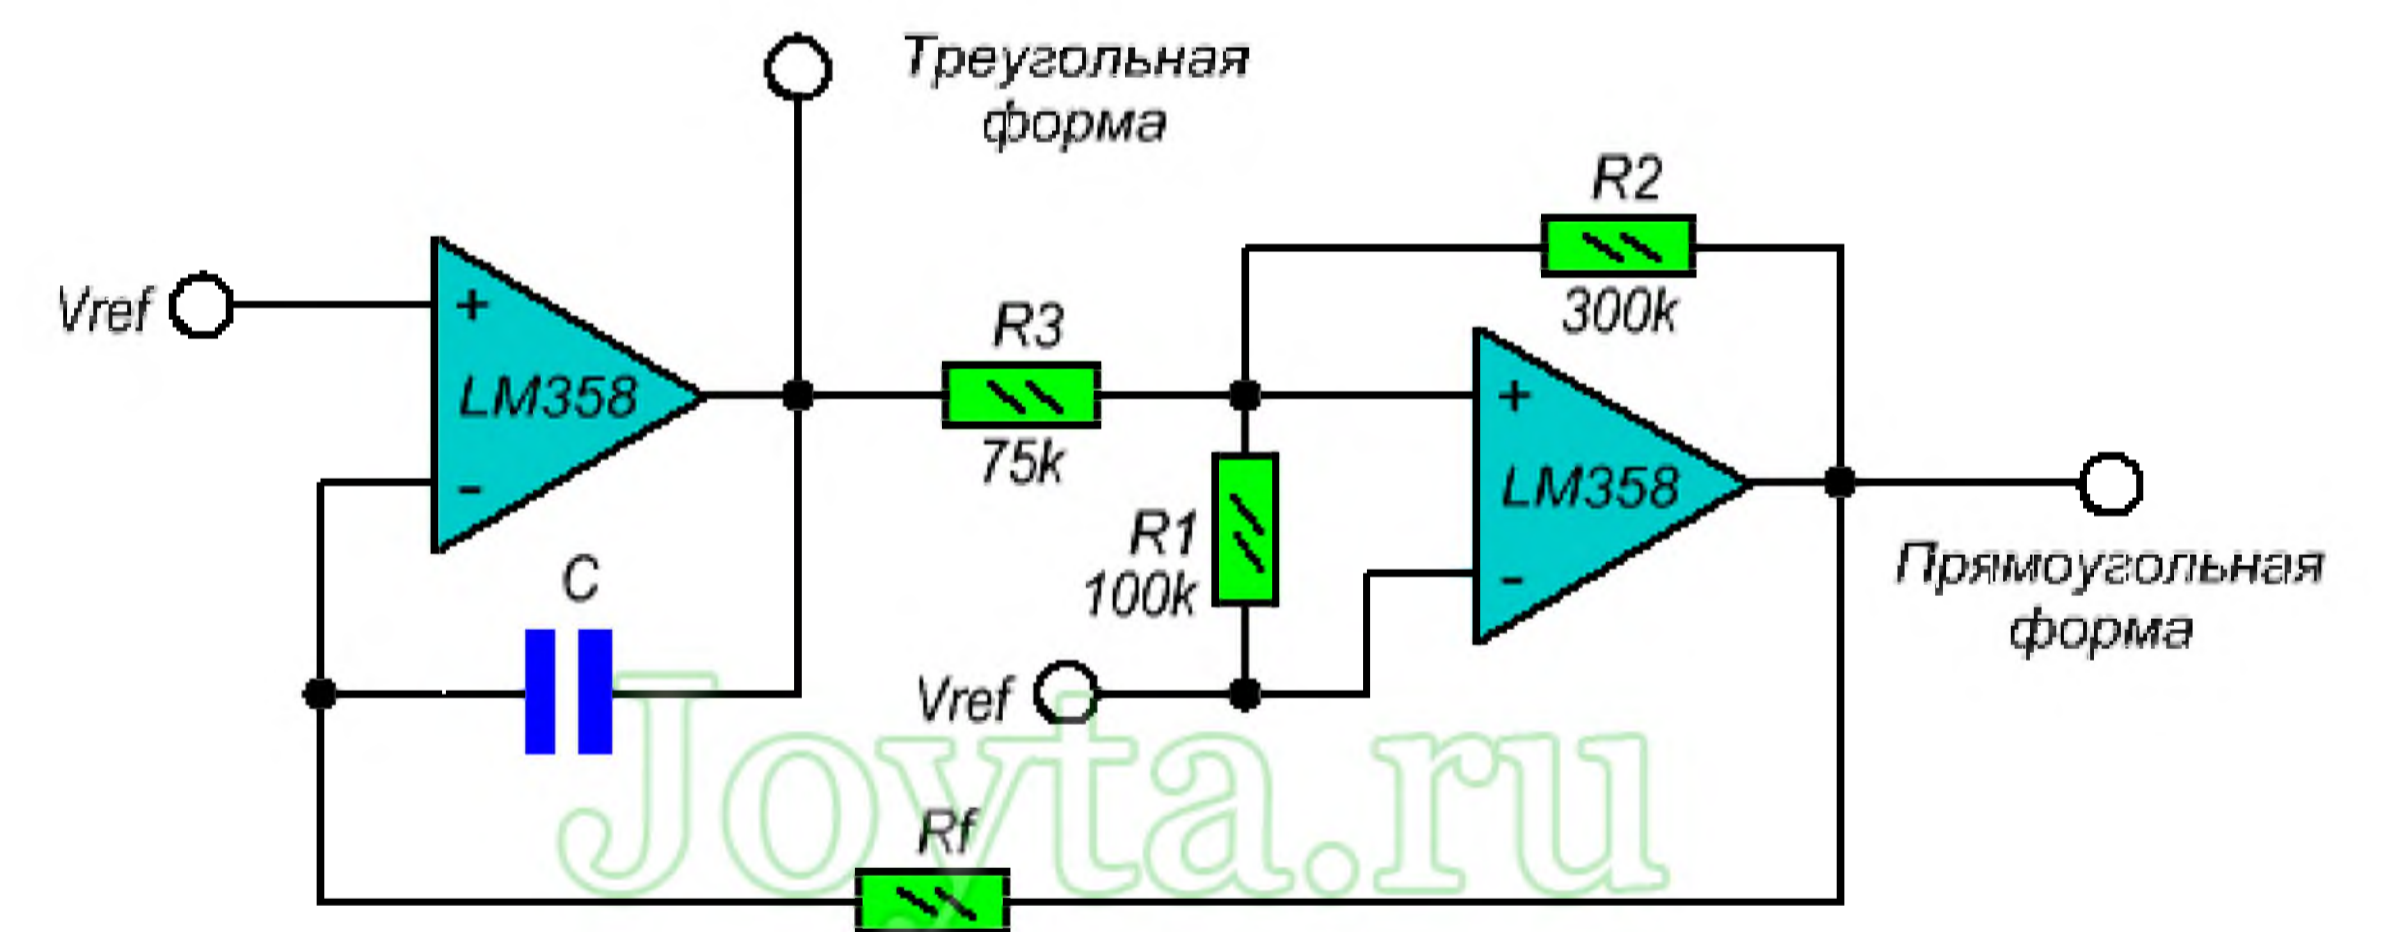 Треугольная
форма
R2
300k
Vref
+
LM358
-
R3
75k
+
LM358
-
R1
100k
C
Прямоугольная
форма
Vref
Rf
Joyta.ru